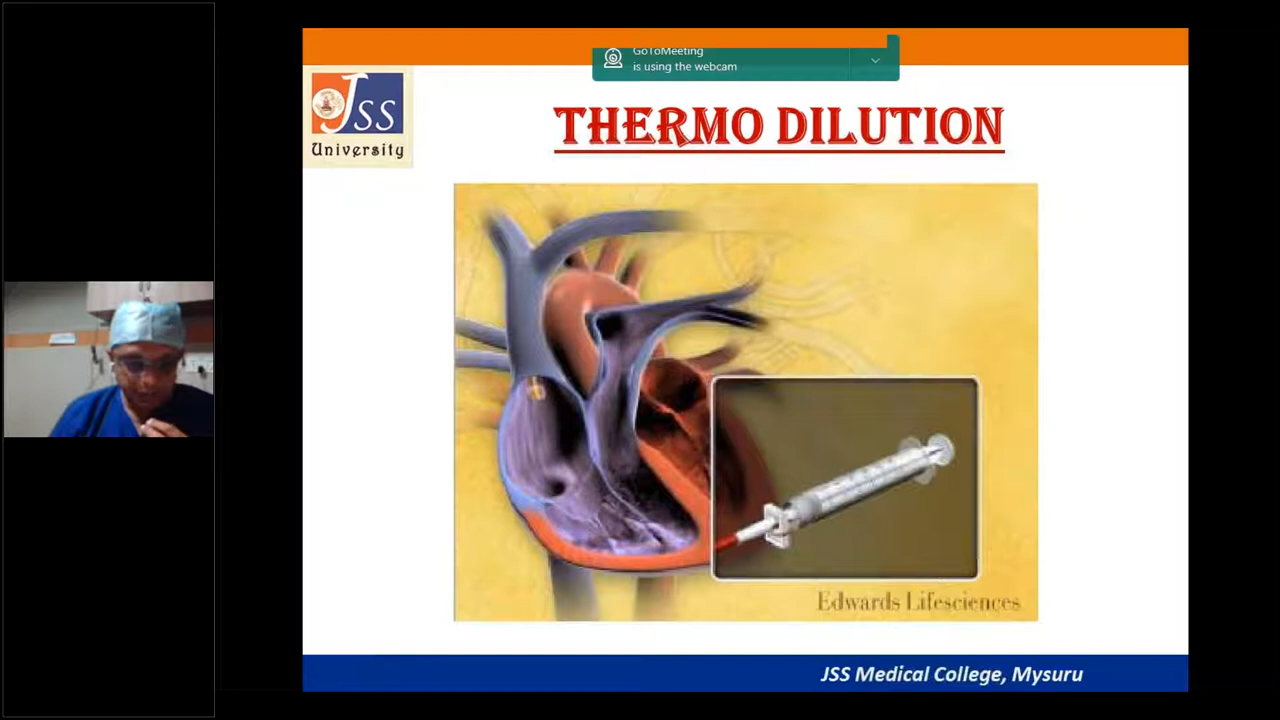 GoToMeeting
is using the webcam
JSS
University
THERMO DILUTION
Edwards Lifesciences
JSS Medical College, Mysuru